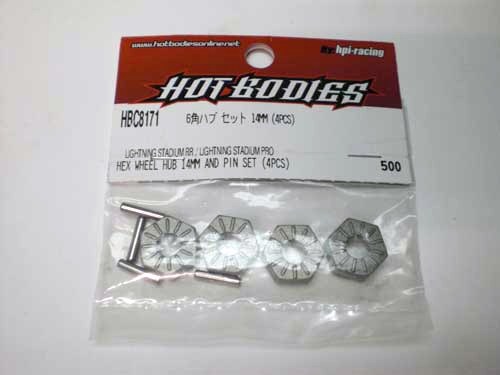 www.hotbodiesonline.net
By: hpi-racing
HOT BODIES
HBC8171
6角ハブ セット 14MM (4PCS)
LIGHTNING STADIUM RR / LIGHTNING STADIUM PRO
HEX WHEEL HUB 14MM AND PIN SET (4PCS)
500